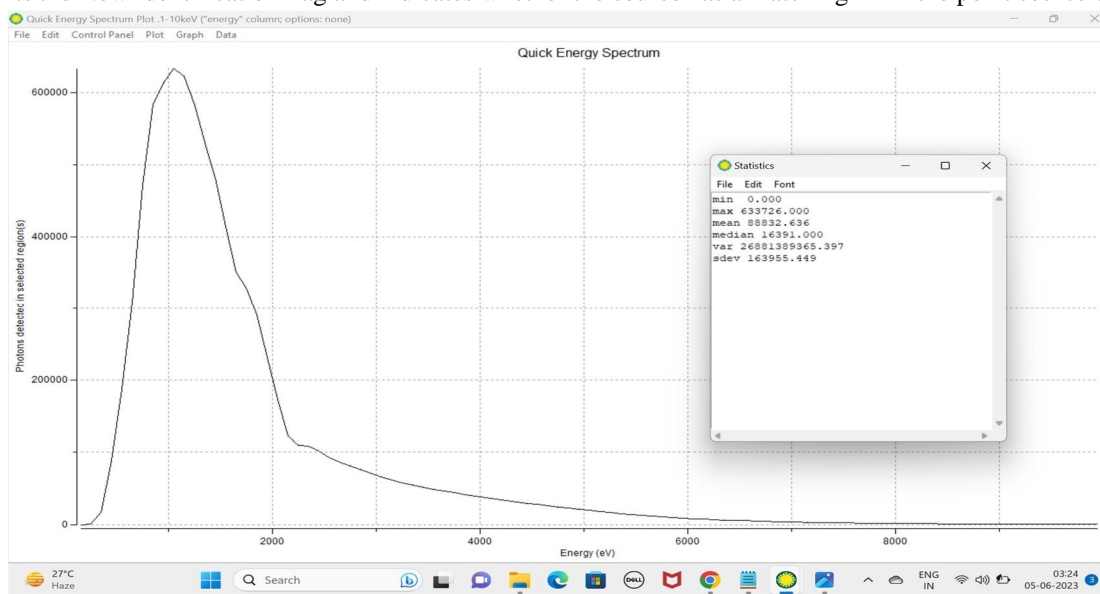 Quick Energy Spectrum Plot .1-10keV ("energy" column; options: none)
File Edit Control Panel Plot Graph Data
Quick Energy Spectrum
600000
400000
200000
0
Photons detected in selected region(s)
2000
4000
6000
8000
Energy (eV)
Statistics
File Edit Font
min 0.000
max 633726.000
mean 88832.636
median 16391.000
var 26881389365.397
sdev 163955.449
27°C
Haze
Search
DELL
ENG
IN
03:24
05-06-2023
3